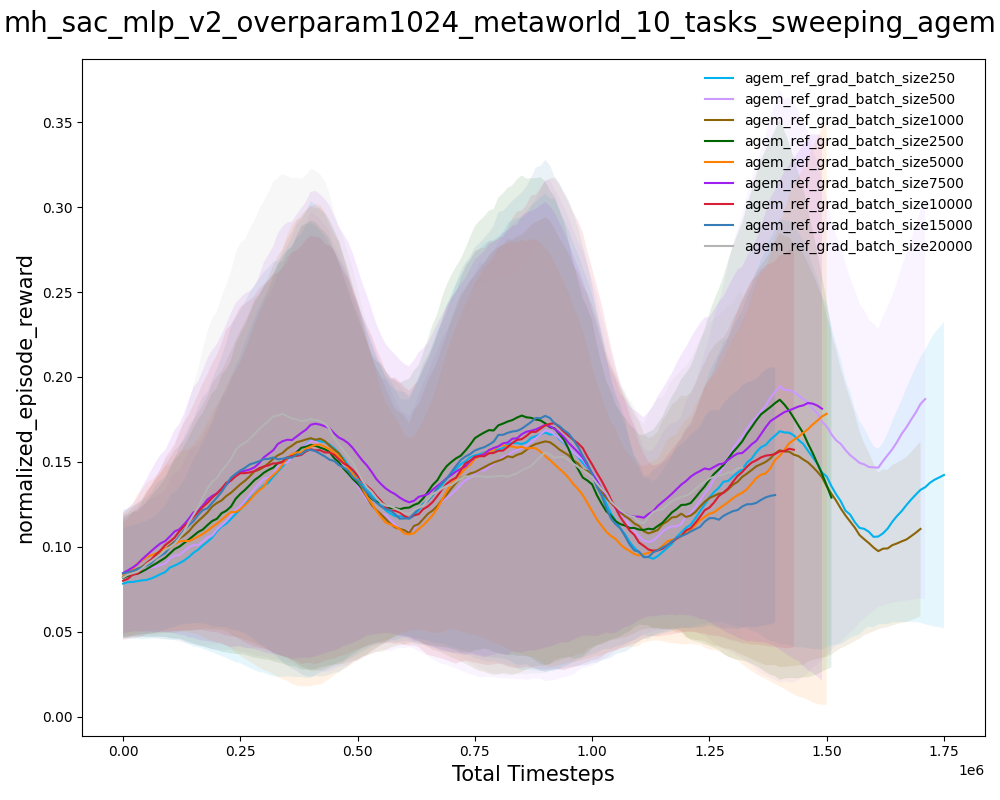 mh_sac_mlp_v2_overparam1024_metaworld_10_tasks_sweeping_agem
agem_ref_grad_batch_size250
agem_ref_grad_batch_size500
agem_ref_grad_batch_size1000
agem_ref_grad_batch_size2500
agem_ref_grad_batch_size5000
agem_ref_grad_batch_size7500
agem_ref_grad_batch_size10000
agem_ref_grad_batch_size15000
agem_ref_grad_batch_size20000
normalized_episode_reward
0.35
0.30
0.25
0.20
0.15
0.10
0.05
0.00
0.00 0.25 0.50 0.75 1.00 1.25 1.50 1.75
1e6
Total Timesteps